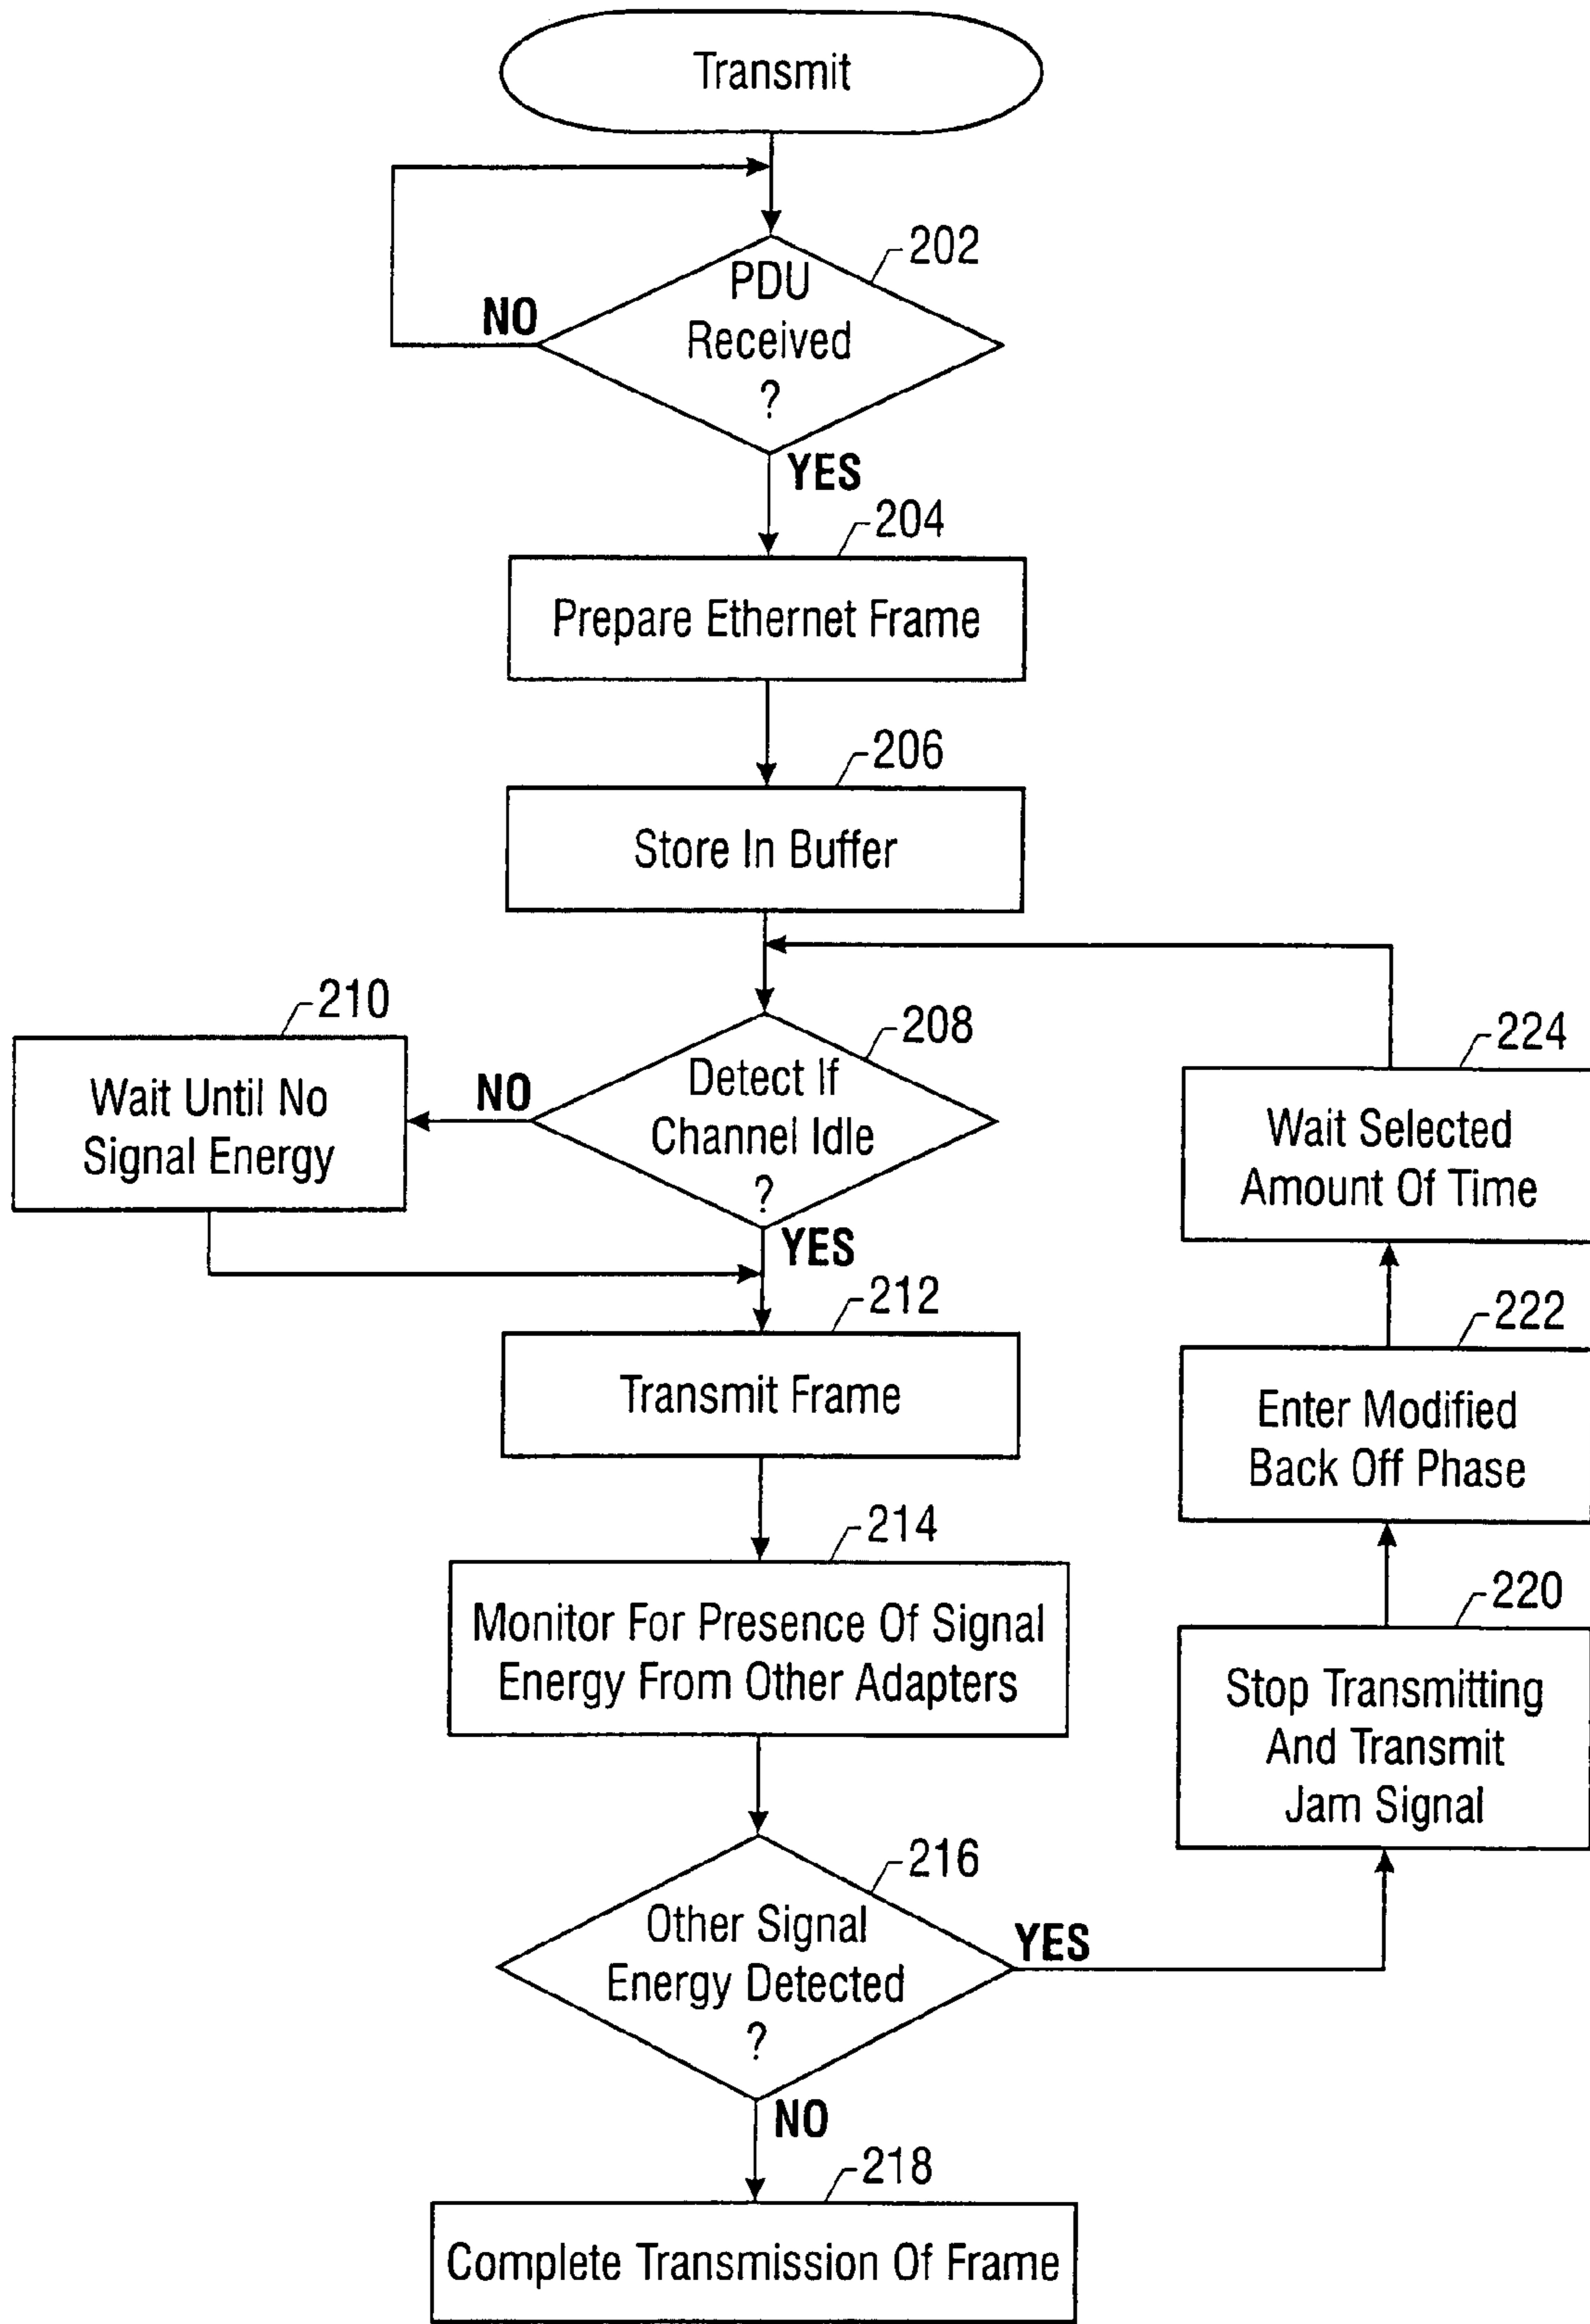 Transmit
202
PDU
Received
?
NO
YES
204
Prepare Ethernet Frame
206
Store In Buffer
208
Detect If
Channel Idle
?
NO
210
Wait Until No
Signal Energy
YES
212
Transmit Frame
214
Monitor For Presence Of Signal
Energy From Other Adapters
216
Other Signal
Energy Detected
?
YES
NO
218
Complete Transmission Of Frame
220
Stop Transmitting
And Transmit
Jam Signal
222
Enter Modified
Back Off Phase
224
Wait Selected
Amount Of Time